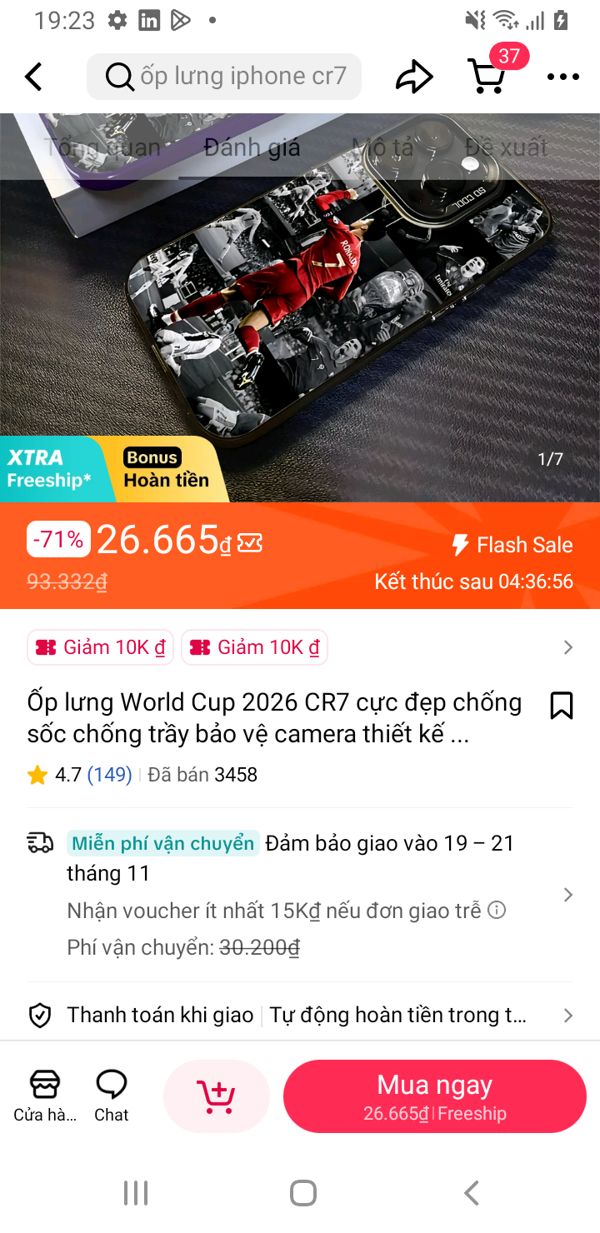 19:23
37
ốp lưng iphone cr7
Tổng quan Đánh giá Mô tả Đề xuất
SO COOL
RONALDO
7
Fly
Emirates
XTRA
Freeship*
Bonus
Hoàn tiền
1/7
-71% 26.665đ
Flash Sale
93.332₫
Kết thúc sau 04:36:56
Giảm 10K ₫ Giảm 10K ₫
Ốp lưng World Cup 2026 CR7 cực đẹp chống
sốc chống trầy bảo vệ camera thiết kế ...
4.7 (149) Đã bán 3458
Miễn phí vận chuyển Đảm bảo giao vào 19 – 21
tháng 11
Nhận voucher ít nhất 15K₫ nếu đơn giao trễ
Phí vận chuyển: 30.200₫
Thanh toán khi giao Tự động hoàn tiền trong t...
Cửa hà... Chat
Mua ngay
26.665₫ Freeship